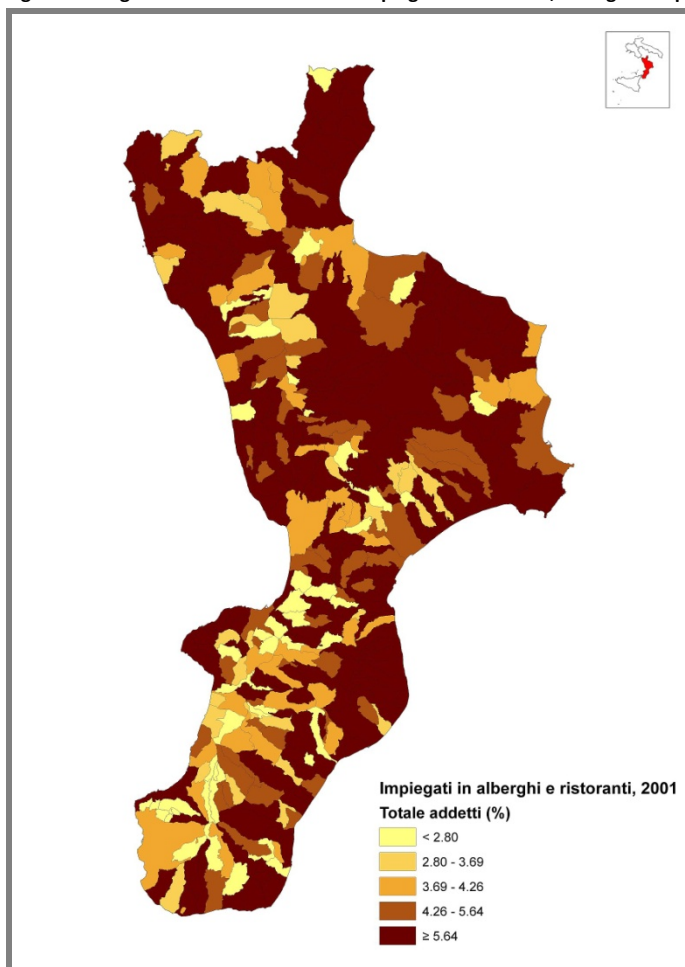 Impiegati in alberghi e ristoranti, 2001
Totale addetti (%)
< 2.80
2.80 - 3.69
3.69 - 4.26
4.26 - 5.64
≥ 5.64